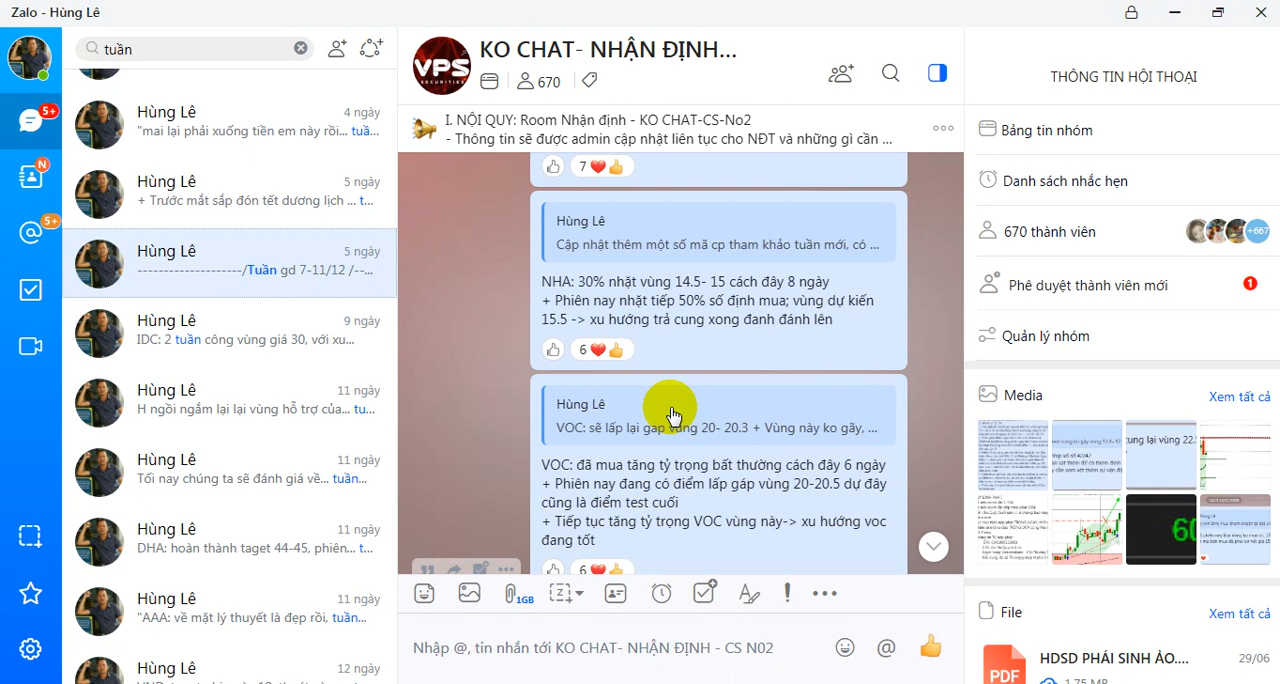 Zalo - Hùng Lê
tuần
5+
N
5+
Hùng Lê
4 ngày
"mai lại phải xuống tiền em này rồi... tuầ...
Hùng Lê
5 ngày
+ Trước mắt sắp đón tết dương lịch ... t...
Hùng Lê
5 ngày
--------------------/Tuần gd 7-11/12 /--...
Hùng Lê
9 ngày
IDC: 2 tuần công vùng giá 30, với xu...
Hùng Lê
11 ngày
H ngồi ngắm lại lại vùng hỗ trợ của... tu...
Hùng Lê
11 ngày
Tối nay chúng ta sẽ đánh giá về... tuần...
Hùng Lê
11 ngày
DHA: hoàn thành taget 44-45, phiên... t...
Hùng Lê
11 ngày
"AAA: về mặt lý thuyết là đẹp rồi, tuần...
Hùng Lê
12 ngày
VPS
SECURITIES
KO CHAT- NHẬN ĐỊNH...
670
I. NỘI QUY: Room Nhận định - KO CHAT-CS-No2
- Thông tin sẽ được admin cập nhật liên tục cho NĐT và những gì cần ...
7
Hùng Lê
Cập nhật thêm một số mã cp tham khảo tuần mới, có ...
NHA: 30% nhặt vùng 14.5- 15 cách đây 8 ngày
+ Phiên nay nhặt tiếp 50% số định mua; vùng dự kiến
15.5 -> xu hướng trả cung xong đanh đánh lên
6
Hùng Lê
VOC: sẽ lấp lại gap vùng 20- 20.3 + Vùng này ko gãy, ...
VOC: đã mua tăng tỷ trọng bất thường cách đây 6 ngày
+ Phiên nay đang có điểm lấp gap vùng 20-20.5 dự đây
cũng là điểm test cuối
+ Tiếp tục tăng tỷ trọng VOC vùng này-> xu hướng voc
đang tốt
6
1GB
Nhập @, tin nhắn tới KO CHAT- NHẬN ĐỊNH - CS N02
THÔNG TIN HỘI THOẠI
Bảng tin nhóm
Danh sách nhắc hẹn
670 thành viên
+667
Phê duyệt thành viên mới
1
Quản lý nhóm
Media
Xem tất cả
File
Xem tất cả
PDF
HDSD PHÁI SINH ẢO....
29/06
1.75 MB